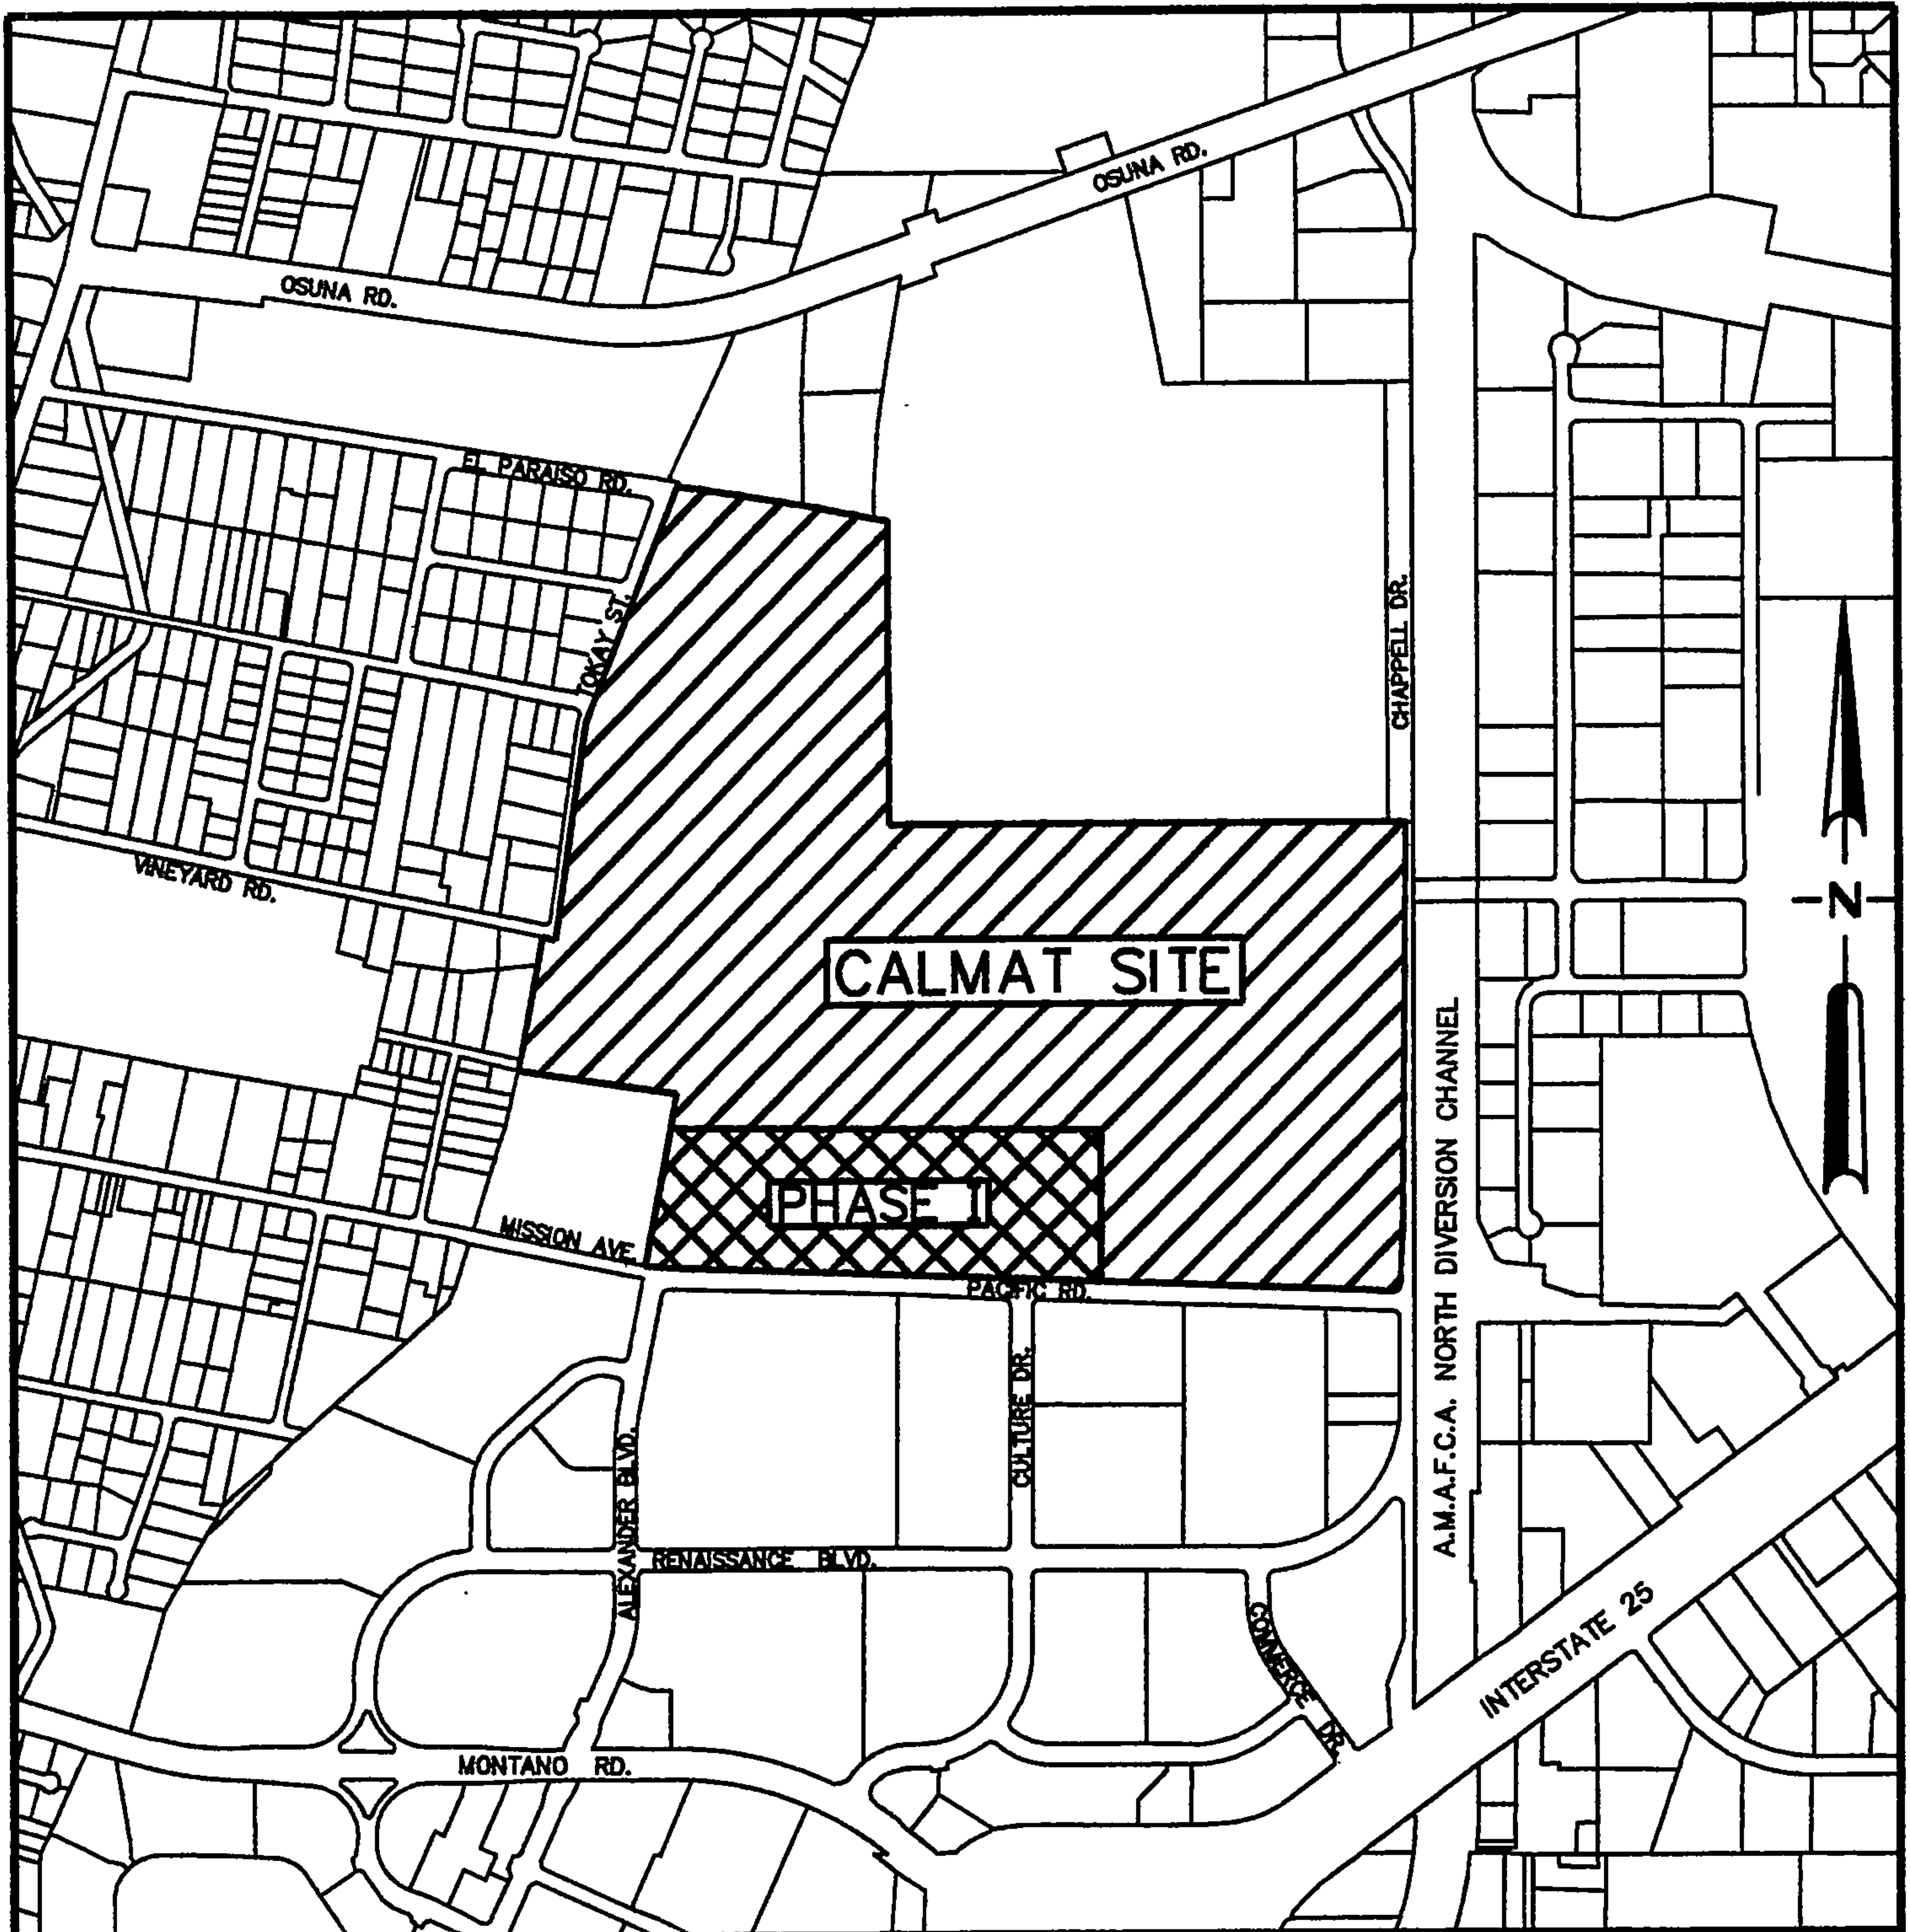 OSUNA RD.
OSUNA RD.
EL PARAISO RD.
TOKAY ST.
CHAPPELL DR.
VINEYARD RD.
N
CALMAT SITE
A.M.A.F.C.A. NORTH DIVERSION CHANNEL
PHASE I
MISSION AVE.
PACIFIC RD.
CULTURE DR.
ALEXANDER BLVD.
RENAISSANCE BLVD.
COMMERCE DR.
INTERSTATE 25
MONTANO RD.